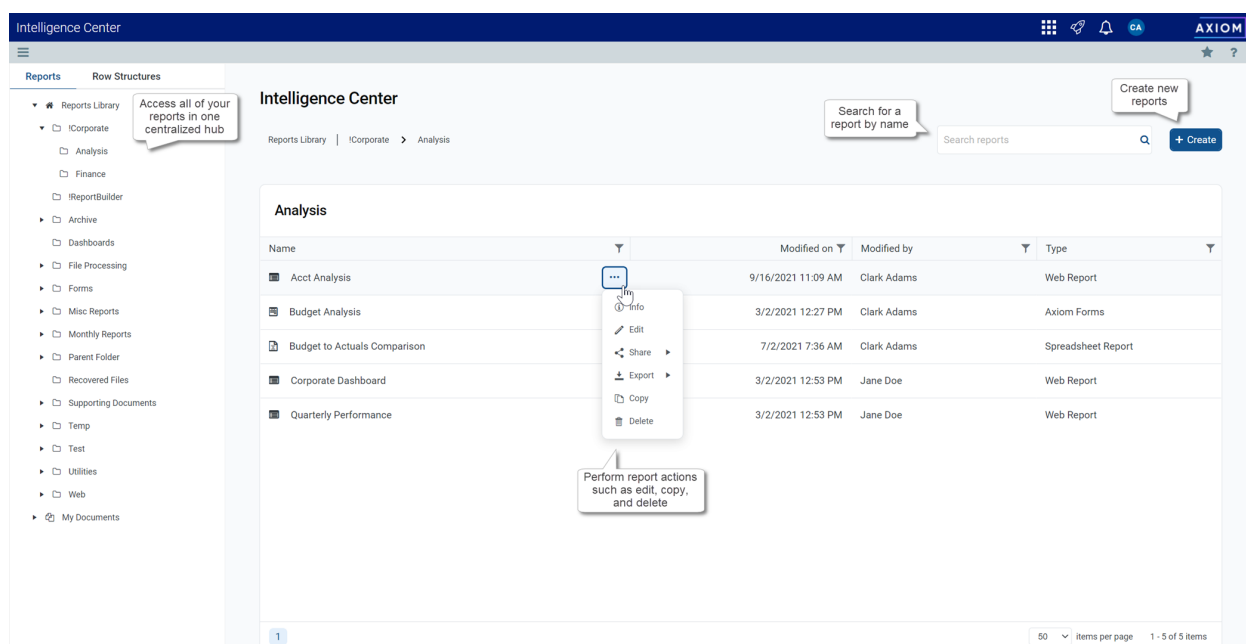 Intelligence Center
CA
AXIOM
?
Reports Row Structures
Reports Library
!Corporate
Analysis
Finance
!ReportBuilder
Archive
Dashboards
File Processing
Forms
Misc Reports
Monthly Reports
Parent Folder
Recovered Files
Supporting Documents
Temp
Test
Utilities
Web
My Documents
Access all of your
reports in one
centralized hub
Intelligence Center
Reports Library | !Corporate > Analysis
Search for a
report by name
Search reports
Create new
reports
+ Create
Analysis
Name Modified on Modified by Type
Acct Analysis ... 9/16/2021 11:09 AM Clark Adams Web Report
Budget Analysis 3/2/2021 12:27 PM Clark Adams Axiom Forms
Budget to Actuals Comparison 7/2/2021 7:36 AM Clark Adams Spreadsheet Report
Corporate Dashboard 3/2/2021 12:53 PM Jane Doe Web Report
Quarterly Performance 3/2/2021 12:53 PM Jane Doe Web Report
Info
Edit
Share
Export
Copy
Delete
Perform report actions
such as edit, copy,
and delete
1
50 items per page 1 - 5 of 5 items